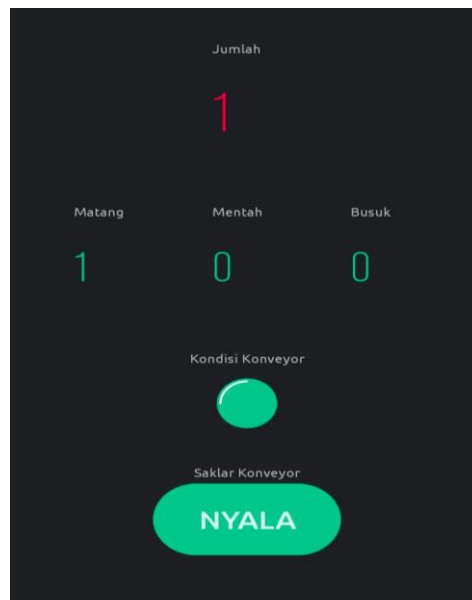 Jumlah
1
Matang Mentah Busuk
1 0 0
Kondisi Konveyor
Saklar Konveyor
NYALA